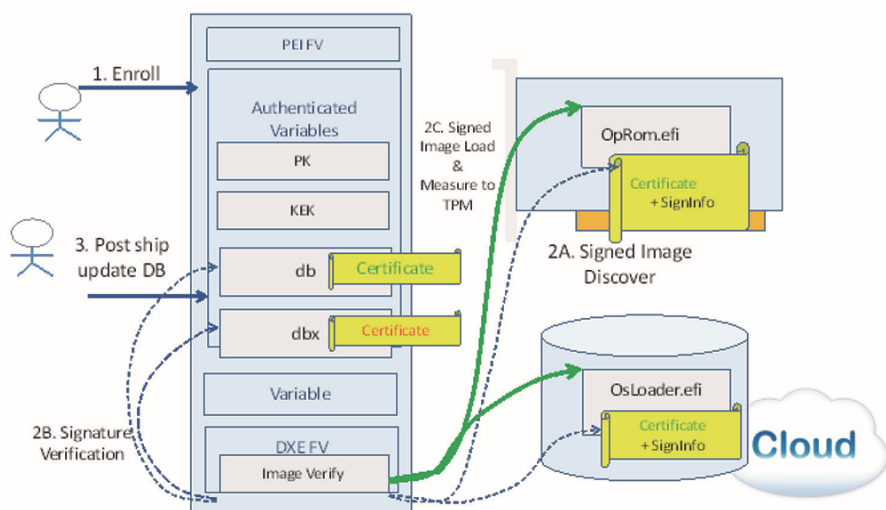 PEI FV
1. Enroll
Authenticated
Variables
PK
KEK
3. Post ship
update DB
db
Certificate
dbx
Certificate
Variable
2B. Signature
Verification
DXE FV
Image Verify
2C. Signed
Image Load
&
Measure to
TPM
OpRom.efi
Certificate
+ SignInfo
2A. Signed Image
Discover
OsLoader.efi
Certificate
+ SignInfo
Cloud